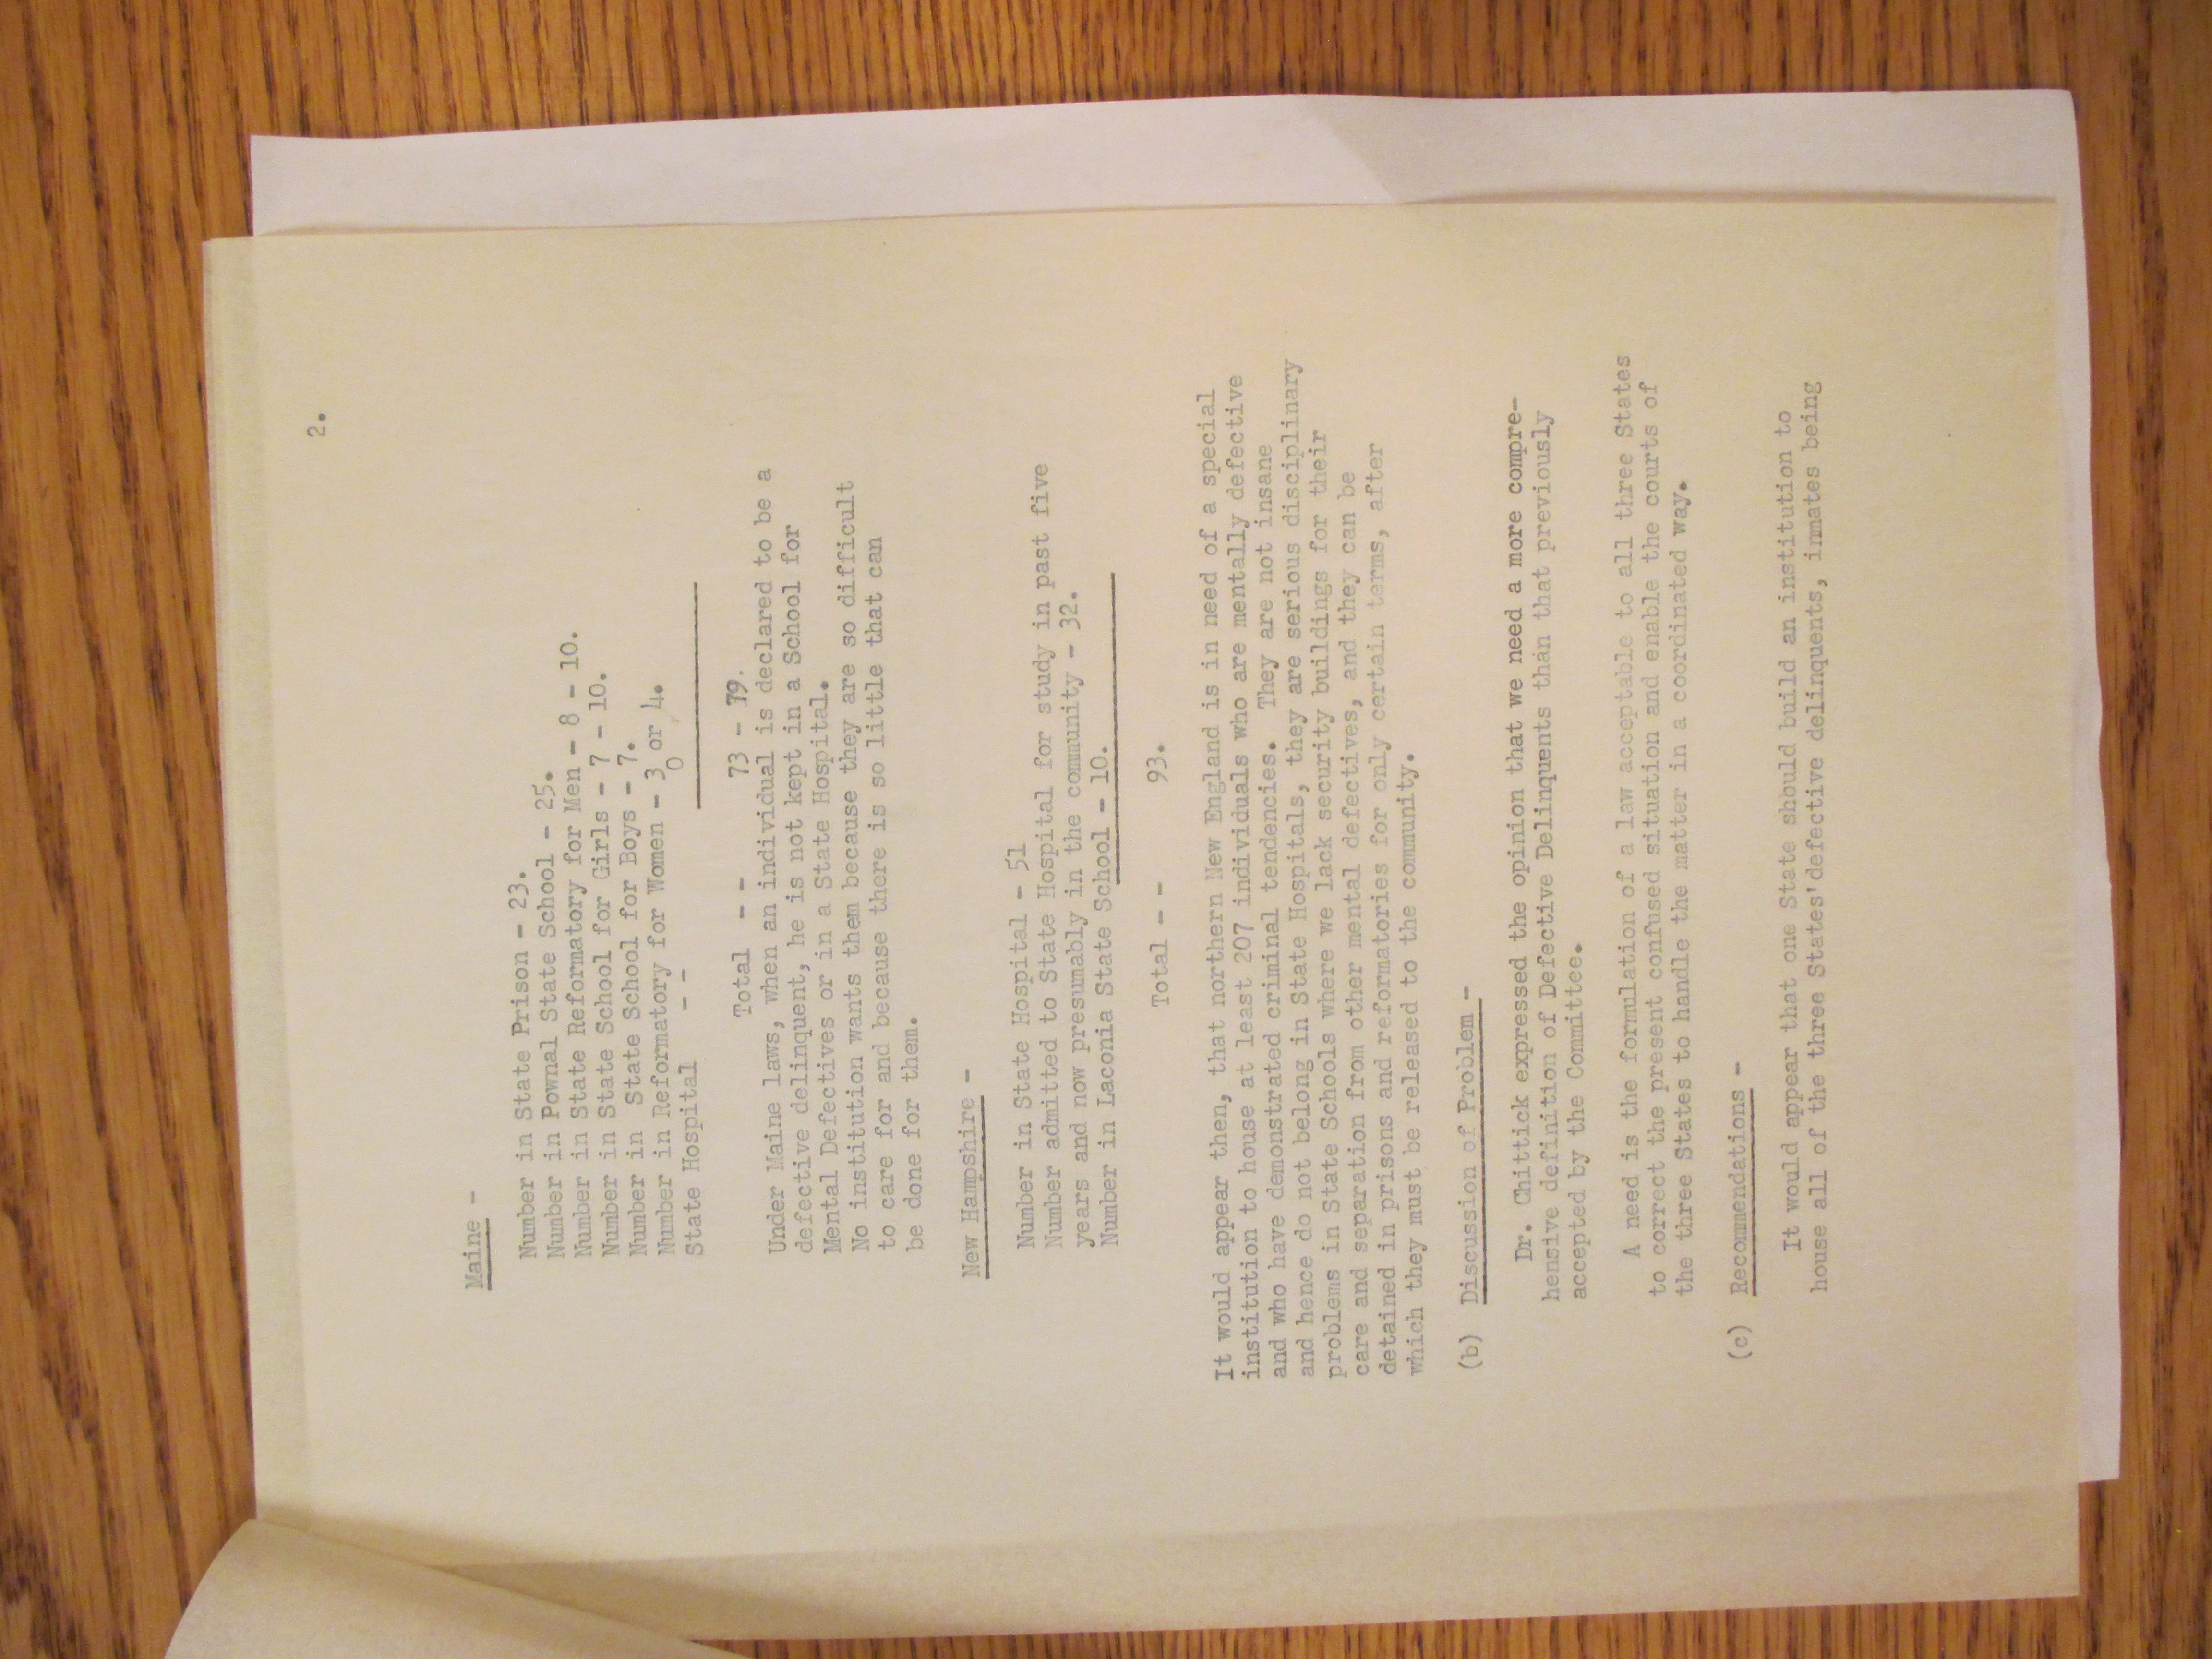 2.
Maine -
Number in State Prison - 23.
Number in Pownal State School - 25.
Number in State Reformatory for Men - 8 - 10.
Number in State School for Girls - 7 - 10.
Number in State School for Boys - 7.
Number in Reformatory for Women - 3 or 4.
State Hospital - - 0
Total - - 73 - 79.
Under Maine laws, when an individual is declared to be a
defective delinquent, he is not kept in a School for
Mental Defectives or in a State Hospital.
No institution wants them because they are so difficult
to care for and because there is so little that can
be done for them.
New Hampshire -
Number in State Hospital - 51
Number admitted to State Hospital for study in past five
years and now presumably in the community - 32.
Number in Laconia State School - 10.
Total - - 93.
It would appear then, that northern New England is in need of a special
institution to house at least 207 individuals who are mentally defective
and who have demonstrated criminal tendencies. They are not insane
and hence do not belong in State Hospitals, they are serious disciplinary
problems in State Schools where we lack security buildings for their
care and separation from other mental defectives, and they can be
detained in prisons and reformatories for only certain terms, after
which they must be released to the community.
(b) Discussion of Problem -
Dr. Chittick expressed the opinion that we need a more compre-
hensive definition of Defective Delinquents than that previously
accepted by the Committee.
A need is the formulation of a law acceptable to all three States
to correct the present confused situation and enable the courts of
the three States to handle the matter in a coordinated way.
(c) Recommendations -
It would appear that one State should build an institution to
house all of the three States' defective delinquents, inmates being